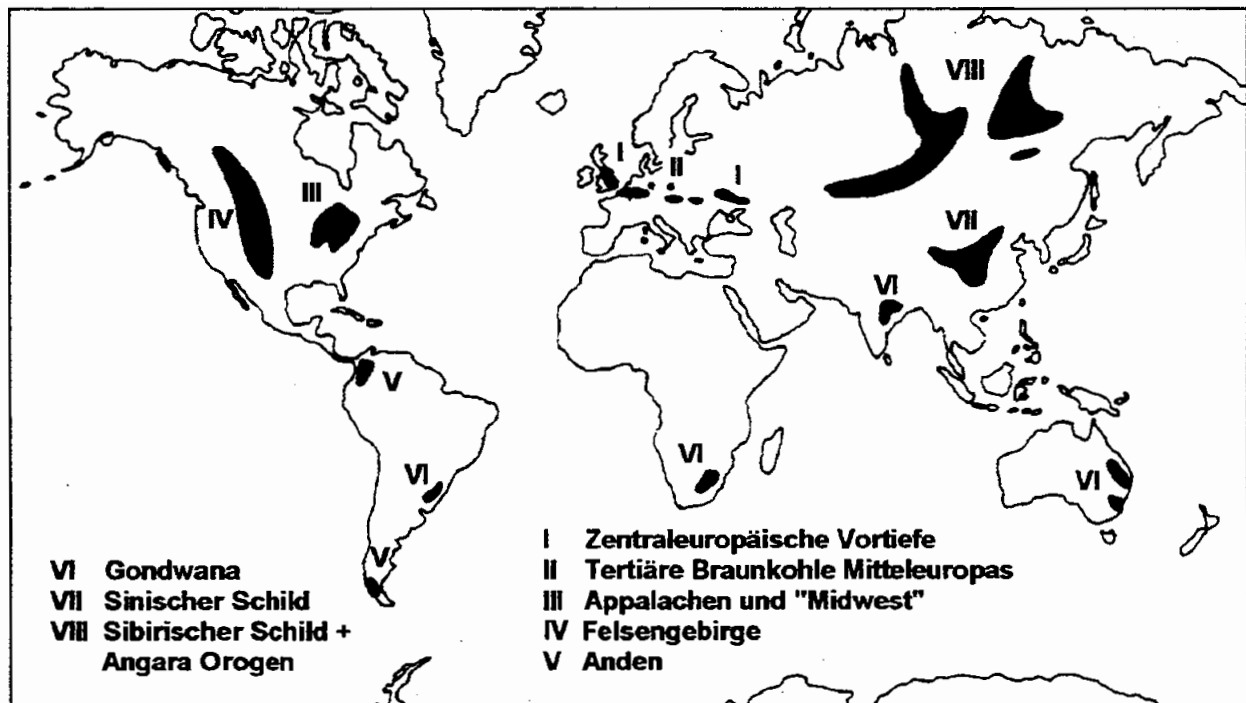 VIII
I
II
I
III
IV
VII
VI
V
VI
VI
VI
V
VI Gondwana
VII Sinischer Schild
VIII Sibirischer Schild +
Angara Orogen
I Zentraleuropäische Vortiefe
II Tertiäre Braunkohle Mitteleuropas
III Appalachen und "Midwest"
IV Felsengebirge
V Anden